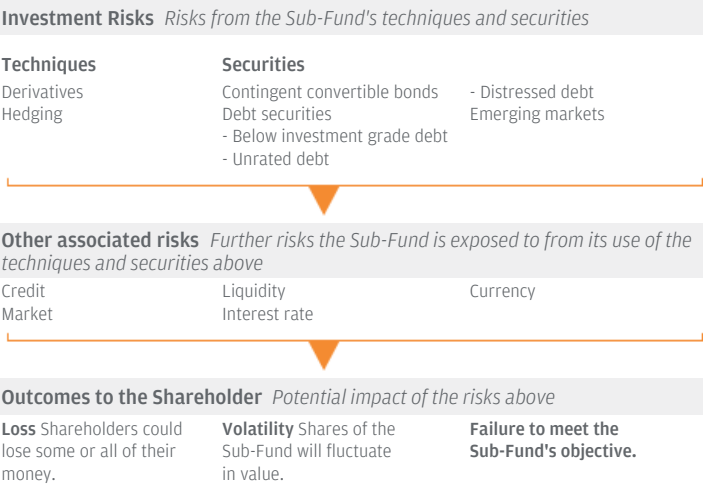 Investment Risks Risks from the Sub-Fund's techniques and securities
Techniques
Derivatives
Hedging
Securities
Contingent convertible bonds
Debt securities
- Below investment grade debt
- Unrated debt
- Distressed debt
Emerging markets
Other associated risks Further risks the Sub-Fund is exposed to from its use of the
techniques and securities above
Credit
Market
Liquidity
Interest rate
Currency
Outcomes to the Shareholder Potential impact of the risks above
Loss Shareholders could
lose some or all of their
money.
Volatility Shares of the
Sub-Fund will fluctuate
in value.
Failure to meet the
Sub-Fund's objective.